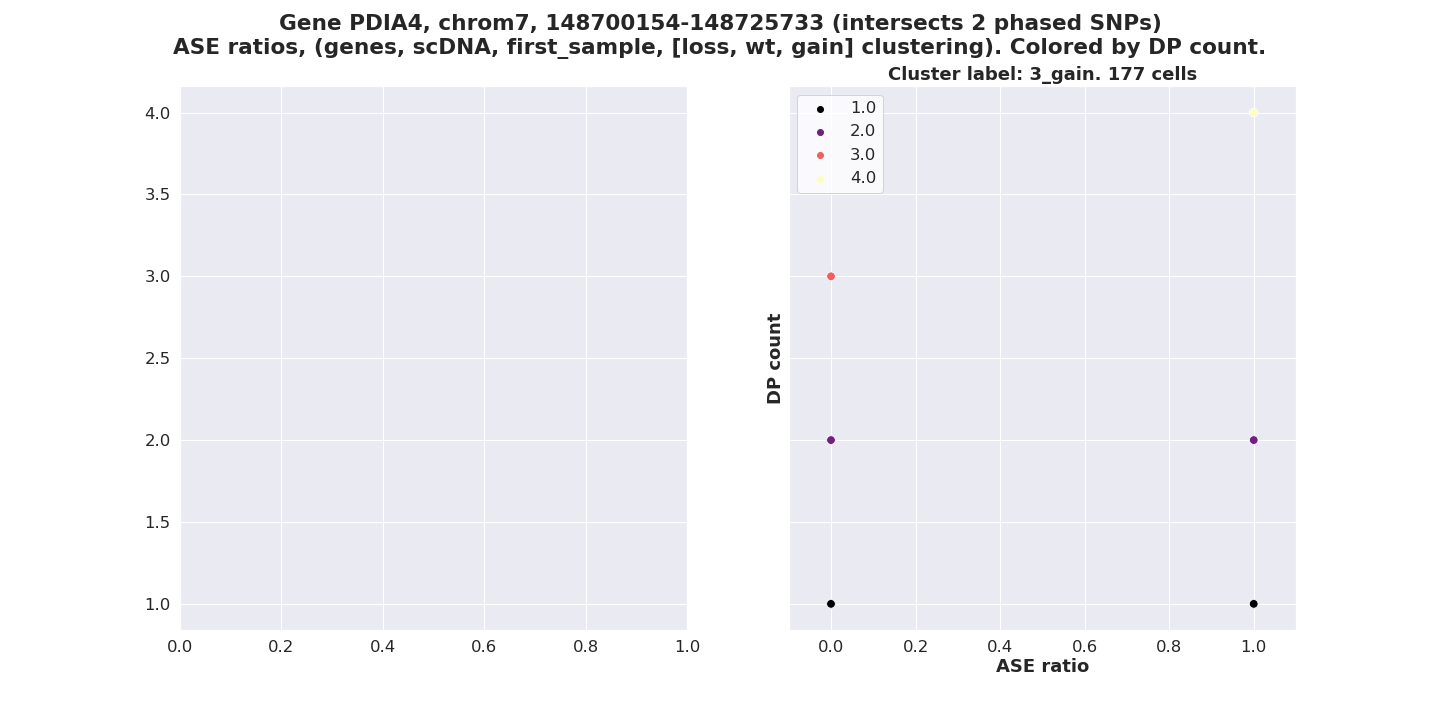 Gene PDIA4, chrom7, 148700154-148725733 (intersects 2 phased SNPs)
ASE ratios, (genes, scDNA, first_sample, [loss, wt, gain] clustering). Colored by DP count.
Cluster label: 3_gain. 177 cells
4.0
3.5
3.0
2.5
2.0
1.5
1.0
0.0 0.2 0.4 0.6 0.8 1.0
1.0
2.0
3.0
4.0
DP count
0.0 0.2 0.4 0.6 0.8 1.0
ASE ratio